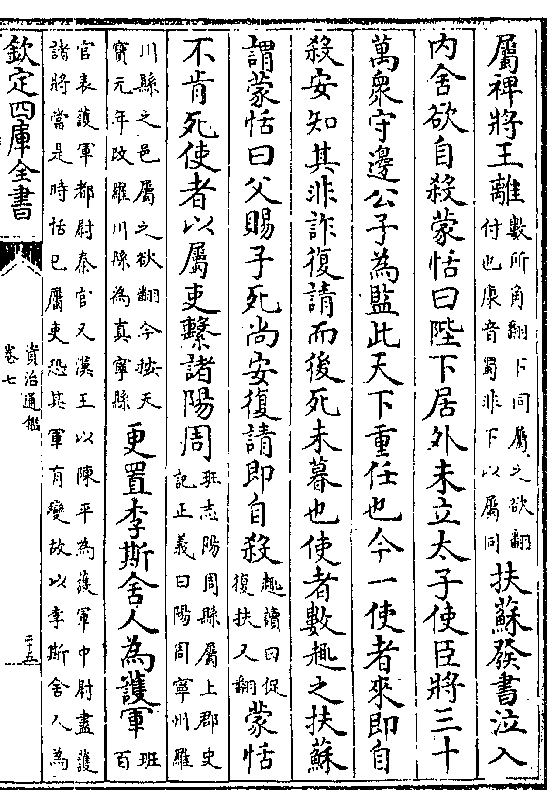 屬裨將王離數所角翻下同屬之欲翻
付也康音蜀非下以屬同扶蘇發書泣入
内舍欲自殺蒙恬曰陛下居外未立太子使臣將三十
萬衆守邊公子為監此天下重任也今一使者來即自
殺安知其非詐復請而後死未暮也使者數趣之扶蘇
謂蒙恬曰父賜子死尚安復請即自殺趣讀曰促
復扶又翻蒙恬
不肯死使者以屬吏繫諸陽周班志陽周縣屬上郡史
記正義曰陽周寧州羅
川縣之邑屬之欲翻今按天
寶元年改羅川縣為真寧縣更置李斯舍人為護軍班
百
官表護軍都尉秦官又漢王以陳平為護軍中尉盡護
諸將當是時恬已屬吏恐其軍有變故以李斯舍人為
欽定四庫全書
資治通鑑
卷七
二十五